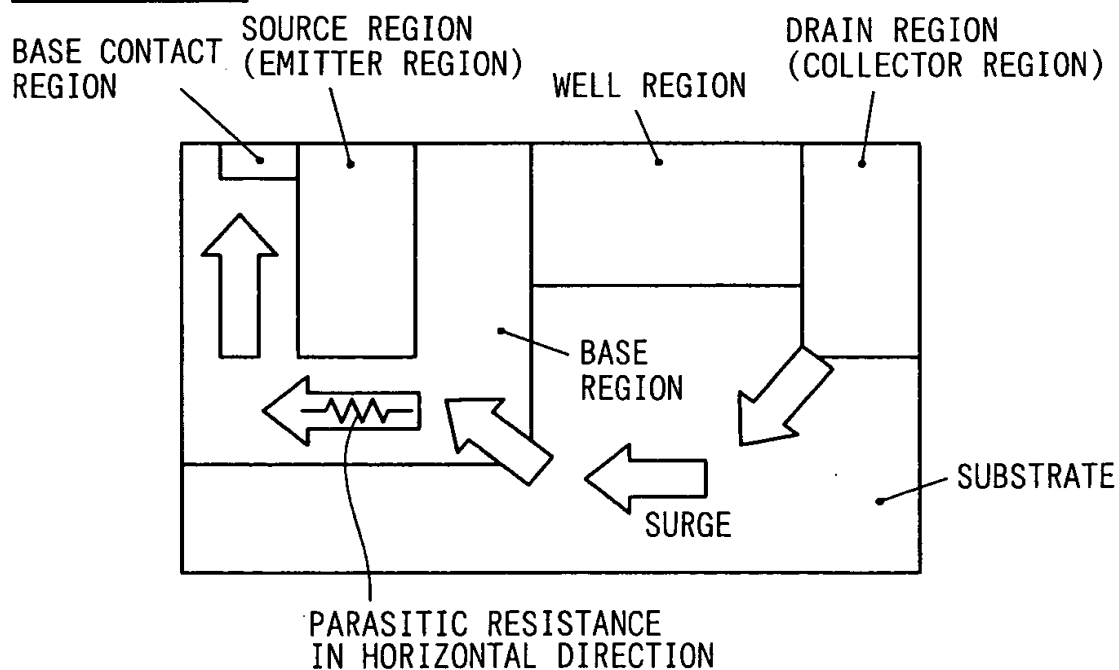 BASE CONTACT
REGION
SOURCE REGION
(EMITTER REGION)
WELL REGION
DRAIN REGION
(COLLECTOR REGION)
BASE
REGION
SUBSTRATE
SURGE
PARASITIC RESISTANCE
IN HORIZONTAL DIRECTION